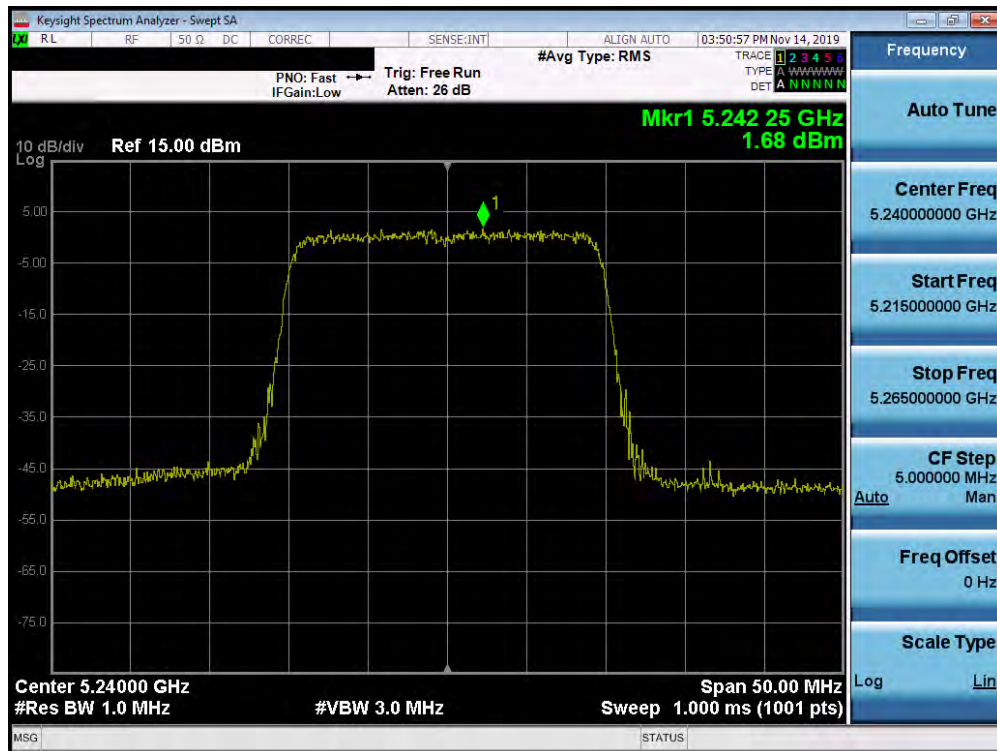 Keysight Spectrum Analyzer - Swept SA
LXI RL RF 50 Ω DC CORREC SENSE:INT ALIGN AUTO 03:50:57 PM Nov 14, 2019
#Avg Type: RMS
TRACE 1 2 3 4 5 6
TYPE A WWWWWW
DET A N N N N N
PNO: Fast
IFGain:Low
Trig: Free Run
Atten: 26 dB
Mkr1 5.242 25 GHz
1.68 dBm
10 dB/div
Log
Ref 15.00 dBm
1
5.00
-5.00
-15.0
-25.0
-35.0
-45.0
-55.0
-65.0
-75.0
Center 5.24000 GHz
Span 50.00 MHz
#Res BW 1.0 MHz
#VBW 3.0 MHz
Sweep 1.000 ms (1001 pts)
MSG
STATUS
Frequency
Auto Tune
Center Freq
5.240000000 GHz
Start Freq
5.215000000 GHz
Stop Freq
5.265000000 GHz
CF Step
5.000000 MHz
Auto Man
Freq Offset
0 Hz
Scale Type
Log Lin